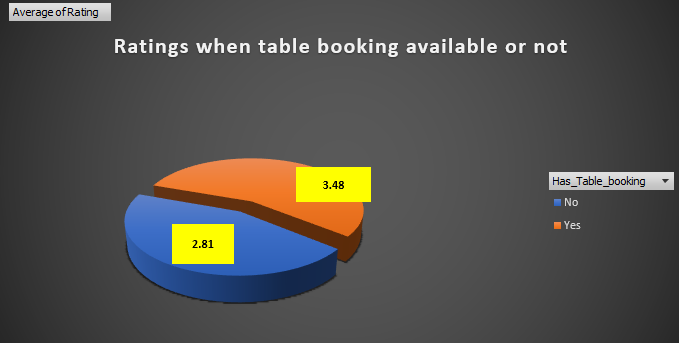 Average of Rating
Ratings when table booking available or not
3.48
2.81
Has_Table_booking
No
Yes